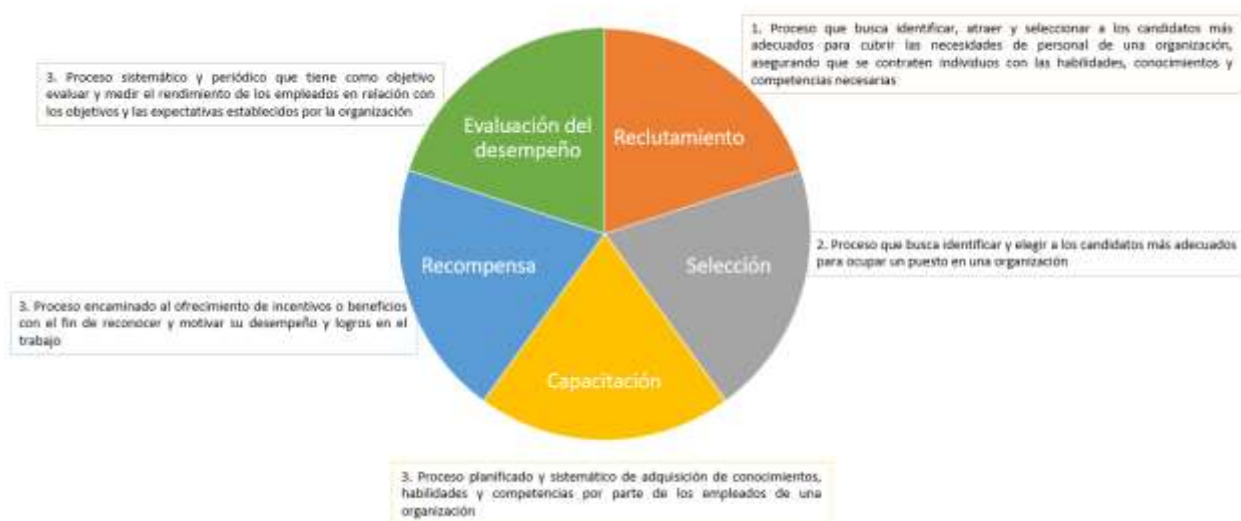 1. Proceso que busca identificar, atraer y seleccionar a los candidatos más
adecuados para cubrir las necesidades de personal de una organización,
asegurando que se contraten individuos con las habilidades, conocimientos y
competencias necesarias
3. Proceso sistemático y periódico que tiene como objetivo
evaluar y medir el rendimiento de los empleados en relación con
los objetivos y las expectativas establecidos por la organización
Evaluación del
desempeño
Reclutamiento
2. Proceso que busca identificar y elegir a los candidatos más adecuados
para ocupar un puesto en una organización
Recompensa
Selección
3. Proceso encaminado al ofrecimiento de incentivos o beneficios
con el fin de reconocer y motivar su desempeño y logros en el
trabajo
Capacitación
3. Proceso planificado y sistemático de adquisición de conocimientos,
habilidades y competencias por parte de los empleados de una
organización